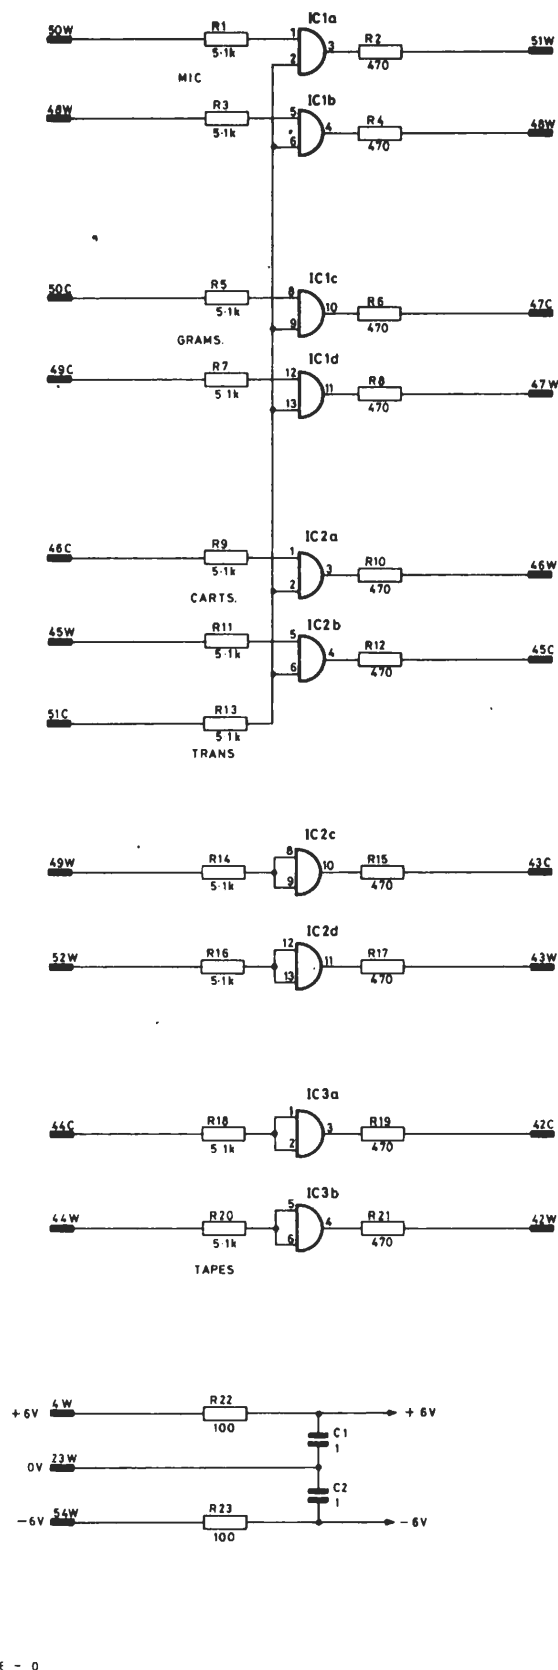 50W R1 IC1a 1 3 R2 51W
5·1k 2 470
MIC
48W R3 IC1b 5 4 R4 48W
5·1k 6 470
50C R5 IC1c 8 10 R6 47C
5·1k 9 470
GRAMS.
49C R7 IC1d 12 11 R8 47W
5·1k 13 470
46C R9 IC2a 1 3 R10 46W
5·1k 2 470
CARTS.
45W R11 IC2b 5 4 R12 45C
5·1k 6 470
51C R13
5·1k
TRANS
49W R14 IC2c 8 10 R15 43C
5·1k 9 470
52W R16 IC2d 12 11 R17 43W
5·1k 13 470
44C R18 IC3a 1 3 R19 42C
5·1k 2 470
44W R20 IC3b 5 4 R21 42W
5·1k 6 470
TAPES
+6V 4W R22 + 6V
100 C1
1
0V 23W
C2
1
−6V 54W R23 − 6V
100
- 0